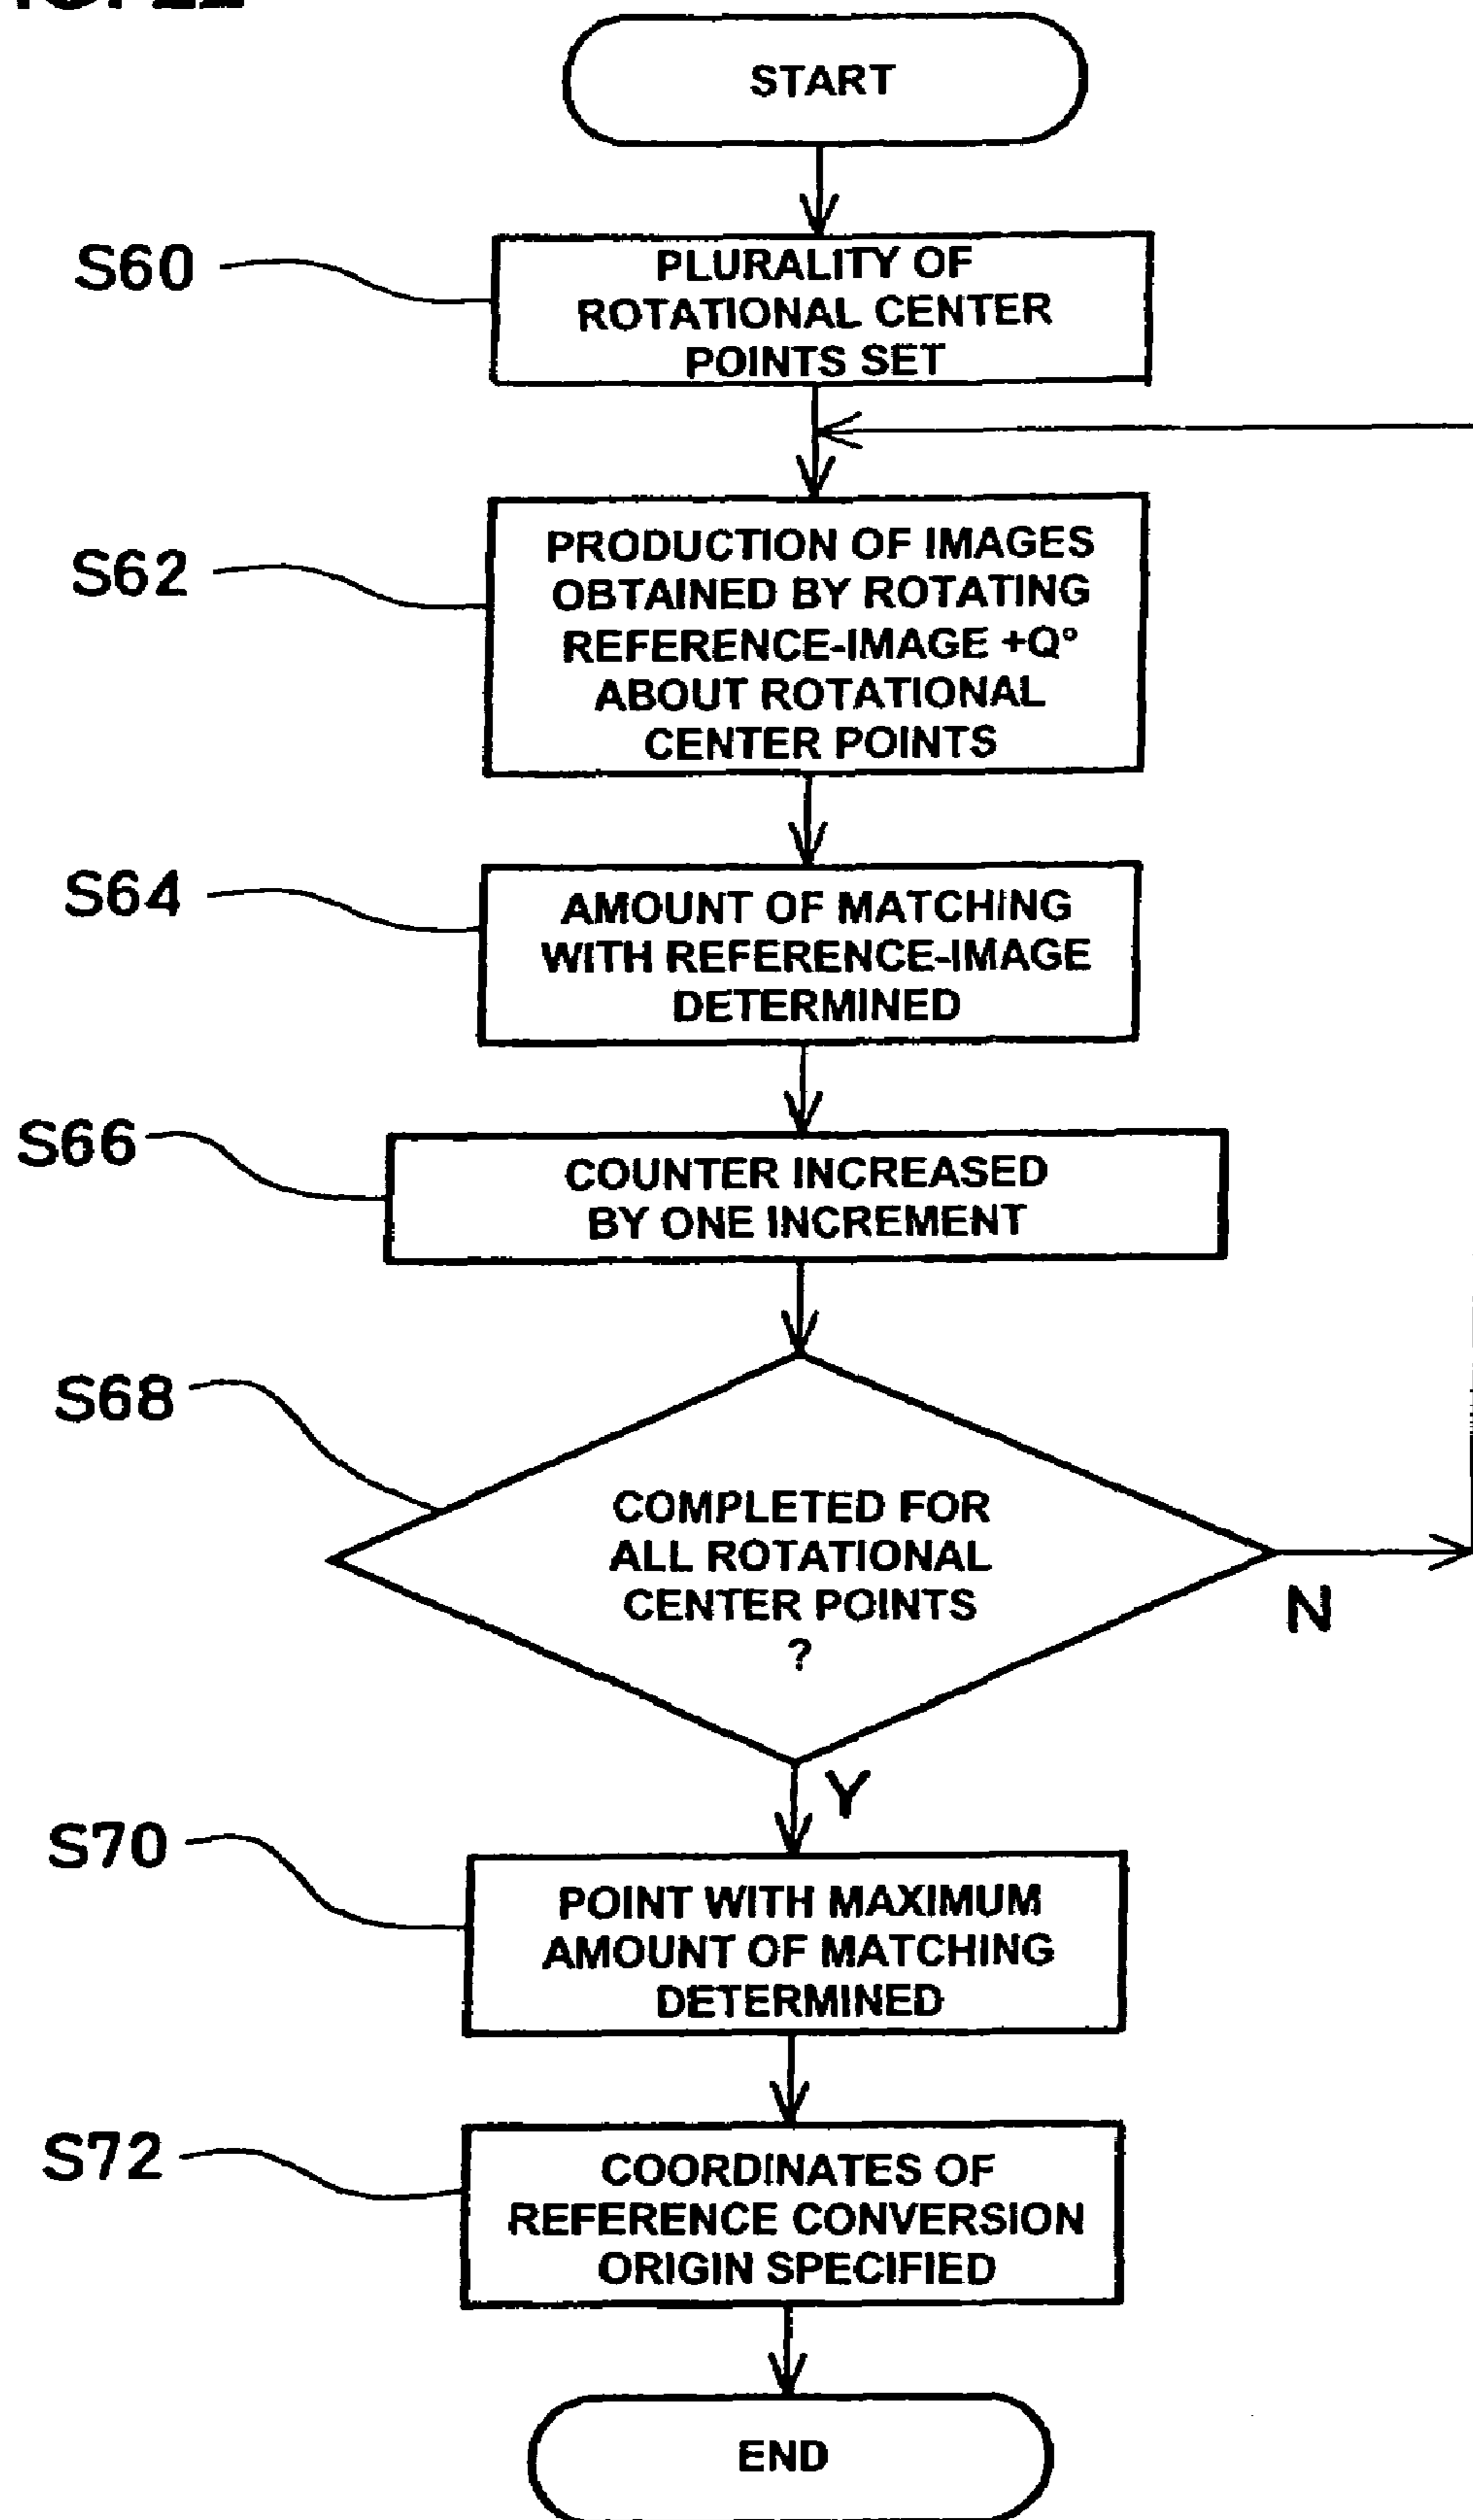 START
S60
PLURALITY OF
ROTATIONAL CENTER
POINTS SET
S62
PRODUCTION OF IMAGES
OBTAINED BY ROTATING
REFERENCE-IMAGE +Q°
ABOUT ROTATIONAL
CENTER POINTS
S64
AMOUNT OF MATCHING
WITH REFERENCE-IMAGE
DETERMINED
S66
COUNTER INCREASED
BY ONE INCREMENT
S68
COMPLETED FOR
ALL ROTATIONAL
CENTER POINTS
?
N
Y
S70
POINT WITH MAXIMUM
AMOUNT OF MATCHING
DETERMINED
S72
COORDINATES OF
REFERENCE CONVERSION
ORIGIN SPECIFIED
END